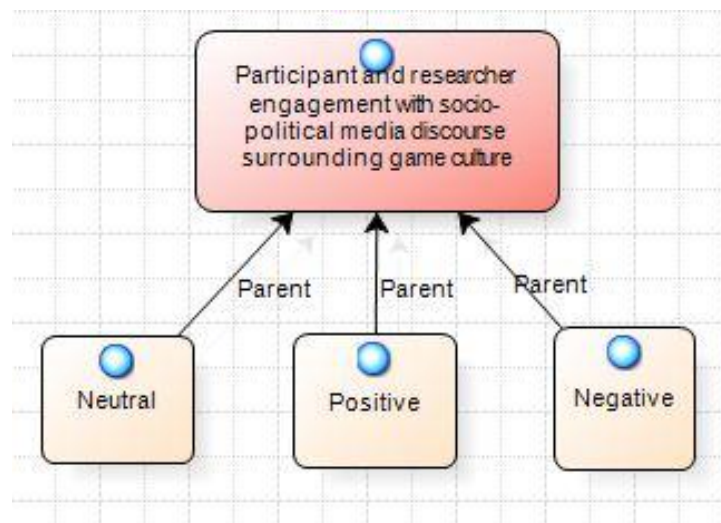 Participant and researcher
engagement with socio-
political media discourse
surrounding game culture
Parent
Parent
Parent
Neutral
Positive
Negative